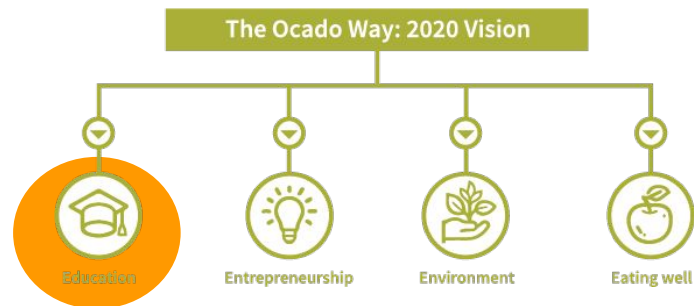 The Ocado Way: 2020 Vision
Education
Entrepreneurship
Environment
Eating well